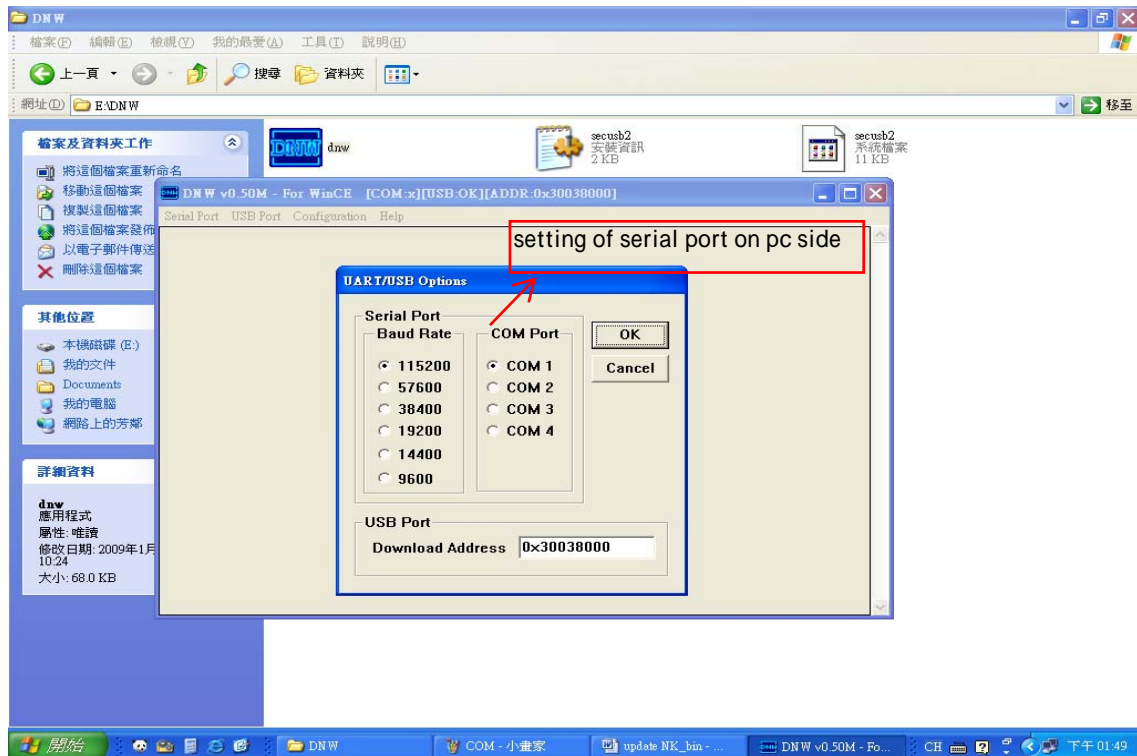 DNW
檔案(F) 編輯(E) 檢視(V) 我的最愛(A) 工具(T) 說明(H)
上一頁 搜尋 資料夾
網址(D) E:\DNW 移至
檔案及資料夾工作
將這個檔案重新命名
移動這個檔案
複製這個檔案
將這個檔案發佈
以電子郵件傳送
刪除這個檔案
其他位置
本機磁碟 (E:)
我的文件
Documents
我的電腦
網路上的芳鄰
詳細資料
dnw
應用程式
屬性: 唯讀
修改日期: 2009年1月
10:24
大小: 68.0 KB
DNW dnw
secusb2
安裝資訊
2 KB
secusb2
系統檔案
11 KB
DNW v0.50M - For WinCE [COM:x][USB:OK][ADDR:0x30038000]
Serial Port USB Port Configuration Help
setting of serial port on pc side
UART/USB Options
Serial Port
Baud Rate
115200
57600
38400
19200
14400
9600
COM Port
COM 1
COM 2
COM 3
COM 4
OK
Cancel
USB Port
Download Address 0x30038000
開始 DNW COM - 小畫家 update NK_bin - ... DNW v0.50M - Fo... CH 下午 01:49